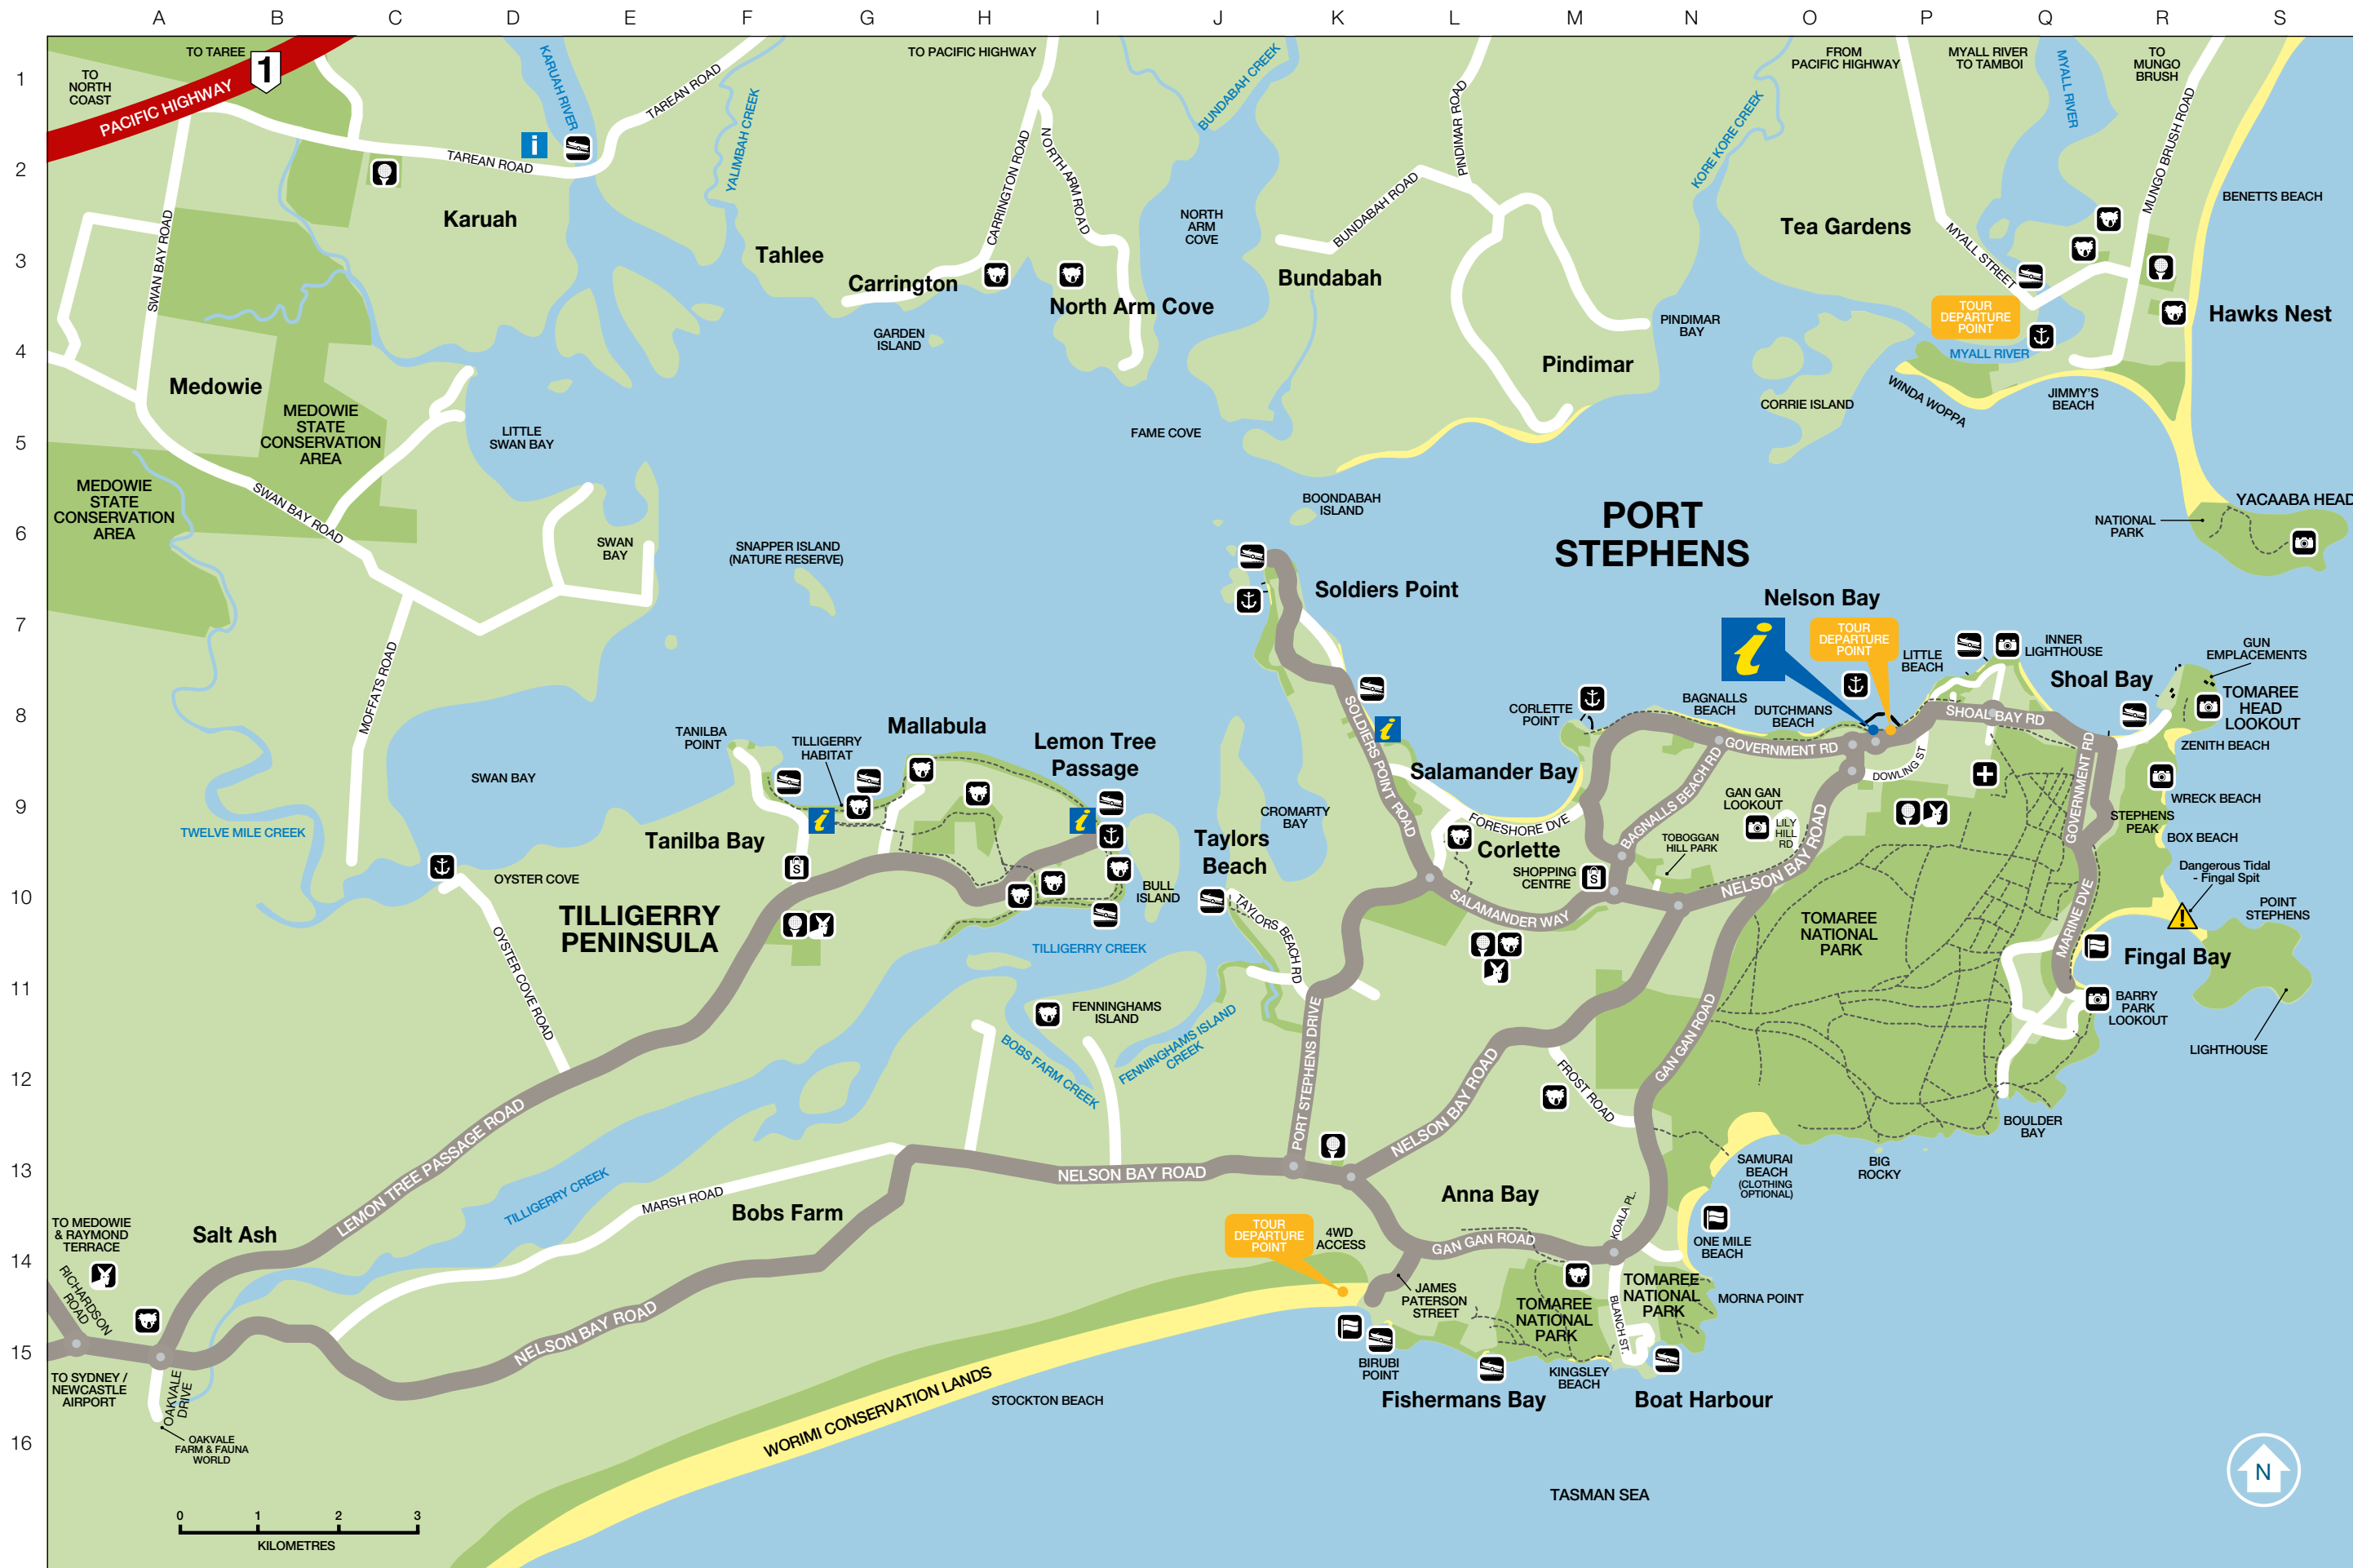 A B C D E F G H I J K L M N O P Q R S
1
2
3
4
5
6
7
8
9
10
11
12
13
14
15
16
TO TAREE
TO
NORTH
COAST
1
PACIFIC HIGHWAY
KARUAH RIVER
TAREAN ROAD
YALIMBAH CREEK
TO PACIFIC HIGHWAY
BUNDABAH CREEK
PINDIMAR ROAD
FROM
PACIFIC HIGHWAY
MYALL RIVER
TO TAMBOI
MYALL RIVER
TO
MUNGO
BRUSH
MUNGO BRUSH ROAD
KORE KORE CREEK
i
TAREAN ROAD
CARRINGTON ROAD
NORTH ARM ROAD
BUNDABAH ROAD
BENETTS BEACH
SWAN BAY ROAD
Karuah
Tahlee
Carrington
NORTH
ARM
COVE
Bundabah
Tea Gardens
MYALL STREET
North Arm Cove
GARDEN
ISLAND
PINDIMAR
BAY
TOUR
DEPARTURE
POINT
MYALL RIVER
Hawks Nest
Medowie
MEDOWIE
STATE
CONSERVATION
AREA
LITTLE
SWAN BAY
FAME COVE
Pindimar
CORRIE ISLAND
WINDA WOPPA
JIMMY'S
BEACH
MEDOWIE
STATE
CONSERVATION
AREA
SWAN BAY ROAD
SWAN
BAY
SNAPPER ISLAND
(NATURE RESERVE)
BOONDABAH
ISLAND
PORT
STEPHENS
YACAABA HEAD
NATIONAL
PARK
Soldiers Point
Nelson Bay
i
TOUR
DEPARTURE
POINT
LITTLE
BEACH
INNER
LIGHTHOUSE
GUN
EMPLACEMENTS
Shoal Bay
TOMAREE
HEAD
LOOKOUT
MOFFATS ROAD
TANILBA
POINT
TILLIGERRY
HABITAT
Mallabula
Lemon Tree
Passage
SOLDIERS POINT ROAD
i
CORLETTE
POINT
BAGNALLS
BEACH
DUTCHMANS
BEACH
SHOAL BAY RD
GOVERNMENT RD
ZENITH BEACH
SWAN BAY
Salamander Bay
BAGNALLS BEACH RD
DOWLING ST
GOVERNMENT RD
WRECK BEACH
TWELVE MILE CREEK
Tanilba Bay
i
i
CROMARTY
BAY
FORESHORE DVE
GAN GAN
LOOKOUT
LILY
HILL
RD
STEPHENS
PEAK
Taylors
Beach
Corlette
TOBOGGAN
HILL PARK
BOX BEACH
OYSTER COVE
S
SHOPPING
CENTRE
S
NELSON BAY ROAD
Dangerous Tidal
- Fingal Spit
BULL
ISLAND
TILLIGERRY
PENINSULA
TAYLORS BEACH RD
SALAMANDER WAY
TOMAREE
NATIONAL
PARK
MARINE DVE
!
POINT
STEPHENS
OYSTER COVE ROAD
TILLIGERRY CREEK
Fingal Bay
FENNINGHAMS
ISLAND
BARRY
PARK
LOOKOUT
PORT STEPHENS DRIVE
BOBS FARM CREEK
FENNINGHAMS ISLAND
CREEK
GAN GAN ROAD
LIGHTHOUSE
LEMON TREE PASSAGE ROAD
NELSON BAY ROAD
FROST ROAD
BOULDER
BAY
NELSON BAY ROAD
SAMURAI
BEACH
(CLOTHING
OPTIONAL)
BIG
ROCKY
TILLIGERRY CREEK
MARSH ROAD
Bobs Farm
Anna Bay
KOALA PL.
TO MEDOWIE
& RAYMOND
TERRACE
Salt Ash
TOUR
DEPARTURE
POINT
4WD
ACCESS
GAN GAN ROAD
ONE MILE
BEACH
RICHARDSON
ROAD
JAMES
PATERSON
STREET
TOMAREE
NATIONAL
PARK
TOMAREE
NATIONAL
PARK
MORNA POINT
BLANCH ST.
NELSON BAY ROAD
TO SYDNEY /
NEWCASTLE
AIRPORT
OAKVALE
DRIVE
BIRUBI
POINT
KINGSLEY
BEACH
Fishermans Bay
Boat Harbour
STOCKTON BEACH
WORIMI CONSERVATION LANDS
OAKVALE
FARM & FAUNA
WORLD
TASMAN SEA
N
0 1 2 3
KILOMETRES